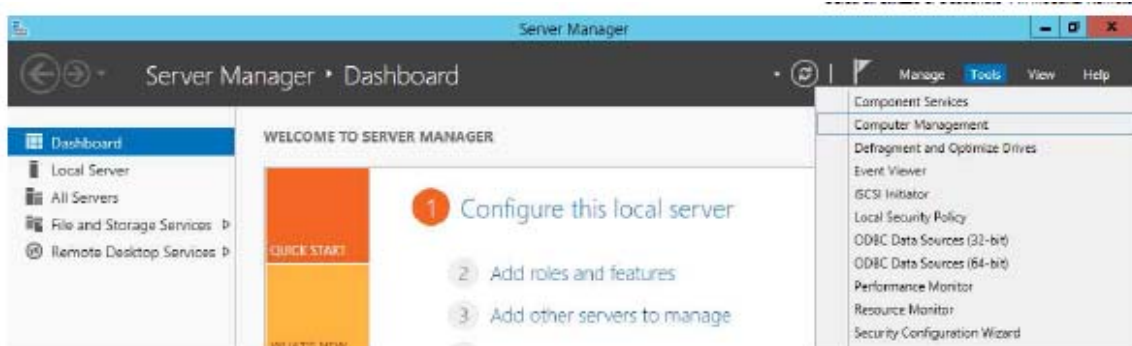 Server Manager
Server Manager • Dashboard
Manage Tools View Help
Dashboard
Local Server
All Servers
File and Storage Services
Remote Desktop Services
WELCOME TO SERVER MANAGER
QUICK START
1 Configure this local server
2 Add roles and features
3 Add other servers to manage
WHAT'S NEW
Component Services
Computer Management
Defragment and Optimize Drives
Event Viewer
iSCSI Initiator
Local Security Policy
ODBC Data Sources (32-bit)
ODBC Data Sources (64-bit)
Performance Monitor
Resource Monitor
Security Configuration Wizard